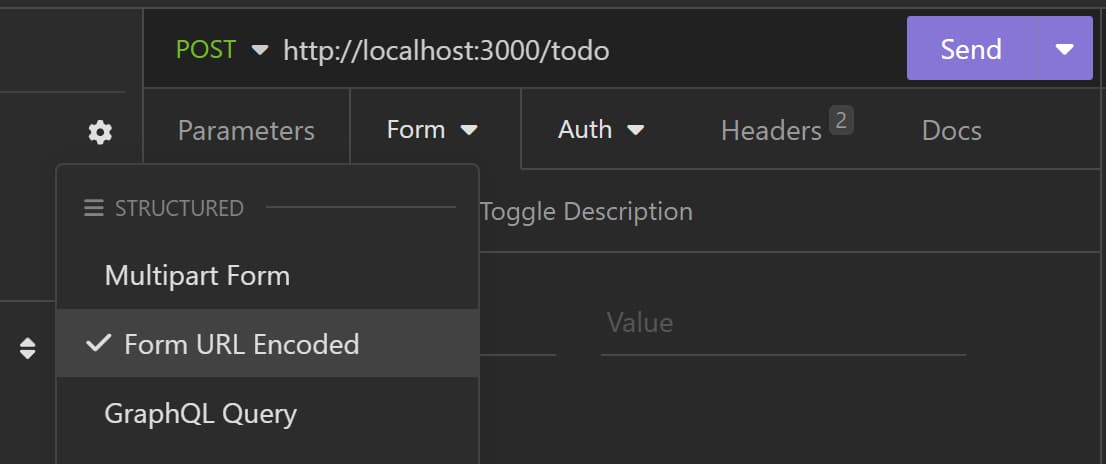 POST http://localhost:3000/todo Send
Parameters Form Auth Headers 2 Docs
STRUCTURED
Toggle Description
Multipart Form
Value
Form URL Encoded
GraphQL Query